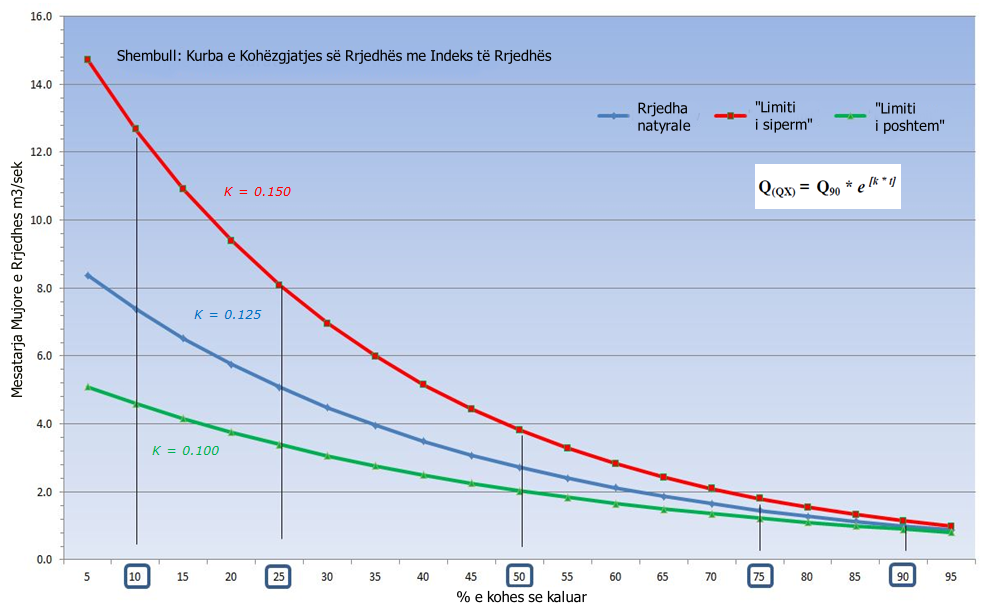 Shembull: Kurba e Kohëzgjatjes së Rrjedhës me Indeks të Rrjedhës
Rrjedha natyrale
"Limiti i siperm"
"Limiti i poshtem"
Q(QX) = Q90 * e [k * t]
K = 0.150
K = 0.125
K = 0.100
Mesatarja Mujore e Rrjedhes m3/sek
16.0
14.0
12.0
10.0
8.0
6.0
4.0
2.0
0.0
5 10 15 20 25 30 35 40 45 50 55 60 65 70 75 80 85 90 95
% e kohes se kaluar